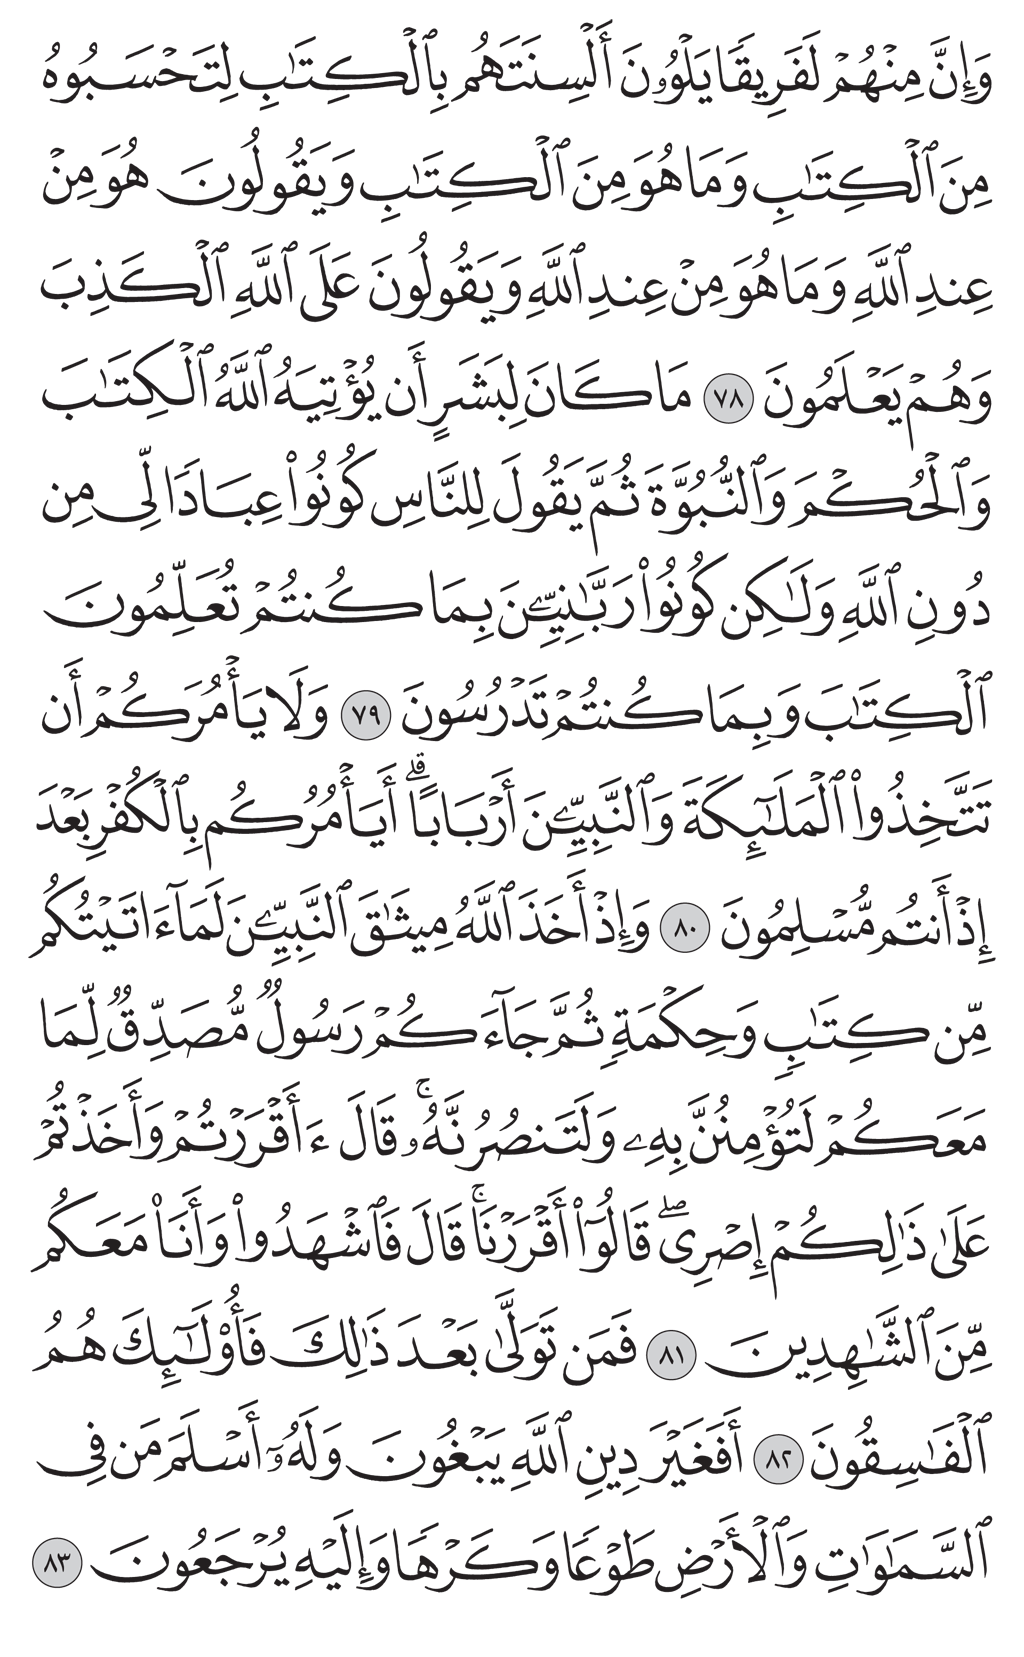 وَإِنَّ مِنْهُمْ لَفَرِيقًا يَلْوُۥنَ أَلْسِنَتَهُم بِٱلْكِتَٰبِ لِتَحْسَبُوهُ
مِنَ ٱلْكِتَٰبِ وَمَا هُوَ مِنَ ٱلْكِتَٰبِ وَيَقُولُونَ هُوَ مِنْ
عِندِ ٱللَّهِ وَمَا هُوَ مِنْ عِندِ ٱللَّهِ وَيَقُولُونَ عَلَى ٱللَّهِ ٱلْكَذِبَ
وَهُمْ يَعْلَمُونَ ٧٨ مَا كَانَ لِبَشَرٍ أَن يُؤْتِيَهُ ٱللَّهُ ٱلْكِتَٰبَ
وَٱلْحُكْمَ وَٱلنُّبُوَّةَ ثُمَّ يَقُولَ لِلنَّاسِ كُونُوا۟ عِبَادًا لِّى مِن
دُونِ ٱللَّهِ وَلَٰكِن كُونُوا۟ رَبَّٰنِيِّۦنَ بِمَا كُنتُمْ تُعَلِّمُونَ
ٱلْكِتَٰبَ وَبِمَا كُنتُمْ تَدْرُسُونَ ٧٩ وَلَا يَأْمُرَكُمْ أَن
تَتَّخِذُوا۟ ٱلْمَلَٰٓئِكَةَ وَٱلنَّبِيِّۦنَ أَرْبَابًا ۗ أَيَأْمُرُكُم بِٱلْكُفْرِ بَعْدَ
إِذْ أَنتُم مُّسْلِمُونَ ٨٠ وَإِذْ أَخَذَ ٱللَّهُ مِيثَٰقَ ٱلنَّبِيِّۦنَ لَمَآ ءَاتَيْتُكُم
مِّن كِتَٰبٍ وَحِكْمَةٍ ثُمَّ جَآءَكُمْ رَسُولٌ مُّصَدِّقٌ لِّمَا
مَعَكُمْ لَتُؤْمِنُنَّ بِهِۦ وَلَتَنصُرُنَّهُۥ ۚ قَالَ ءَأَقْرَرْتُمْ وَأَخَذْتُمْ
عَلَىٰ ذَٰلِكُمْ إِصْرِى ۖ قَالُوٓا۟ أَقْرَرْنَا ۚ قَالَ فَٱشْهَدُوا۟ وَأَنَا۠ مَعَكُم
مِّنَ ٱلشَّٰهِدِينَ ٨١ فَمَن تَوَلَّىٰ بَعْدَ ذَٰلِكَ فَأُو۟لَٰٓئِكَ هُمُ
ٱلْفَٰسِقُونَ ٨٢ أَفَغَيْرَ دِينِ ٱللَّهِ يَبْغُونَ وَلَهُۥٓ أَسْلَمَ مَن فِى
ٱلسَّمَٰوَٰتِ وَٱلْأَرْضِ طَوْعًا وَكَرْهًا وَإِلَيْهِ يُرْجَعُونَ ٨٣